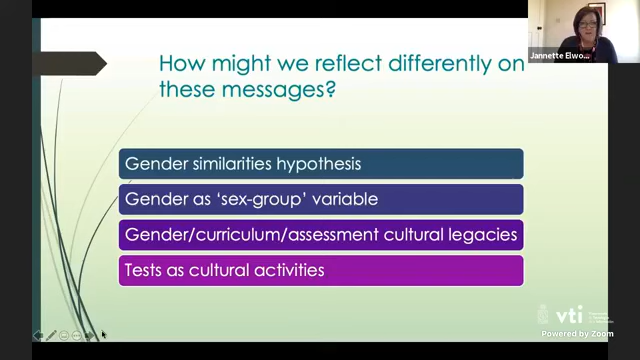 How might we reflect differently on
these messages?
Gender similarities hypothesis
Gender as ‘sex-group’ variable
Gender/curriculum/assessment cultural legacies
Tests as cultural activities
Jannette Elwo...
vti
Powered by Zoom